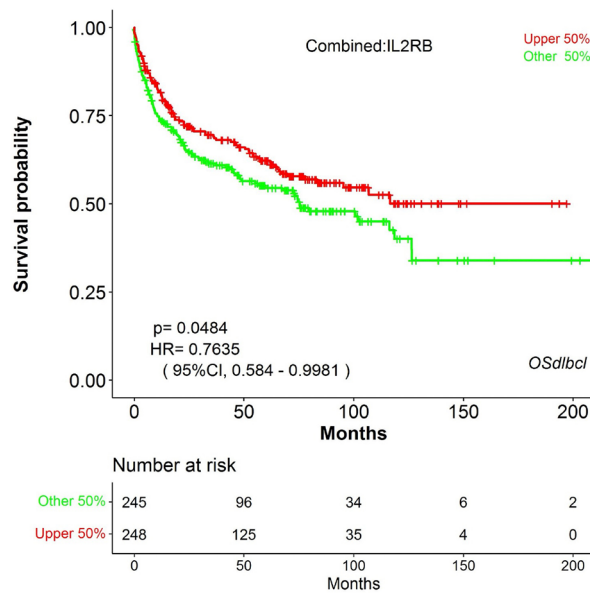 Combined:IL2RB
Upper 50%
Other 50%
1.00
0.75
0.50
0.25
0.00
Survival probability
p= 0.0484
HR= 0.7635
( 95%CI, 0.584 - 0.9981 )
OSdlbcl
0 50 100 150 200
Months
Number at risk
Other 50% 245 96 34 6 2
Upper 50% 248 125 35 4 0
0 50 100 150 200
Months